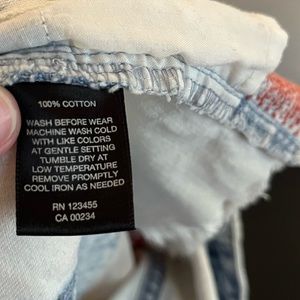 100% COTTON
WASH BEFORE WEAR
MACHINE WASH COLD
WITH LIKE COLORS
AT GENTLE SETTING
TUMBLE DRY AT
LOW TEMPERATURE
REMOVE PROMPTLY
COOL IRON AS NEEDED
RN 123455
CA 00234